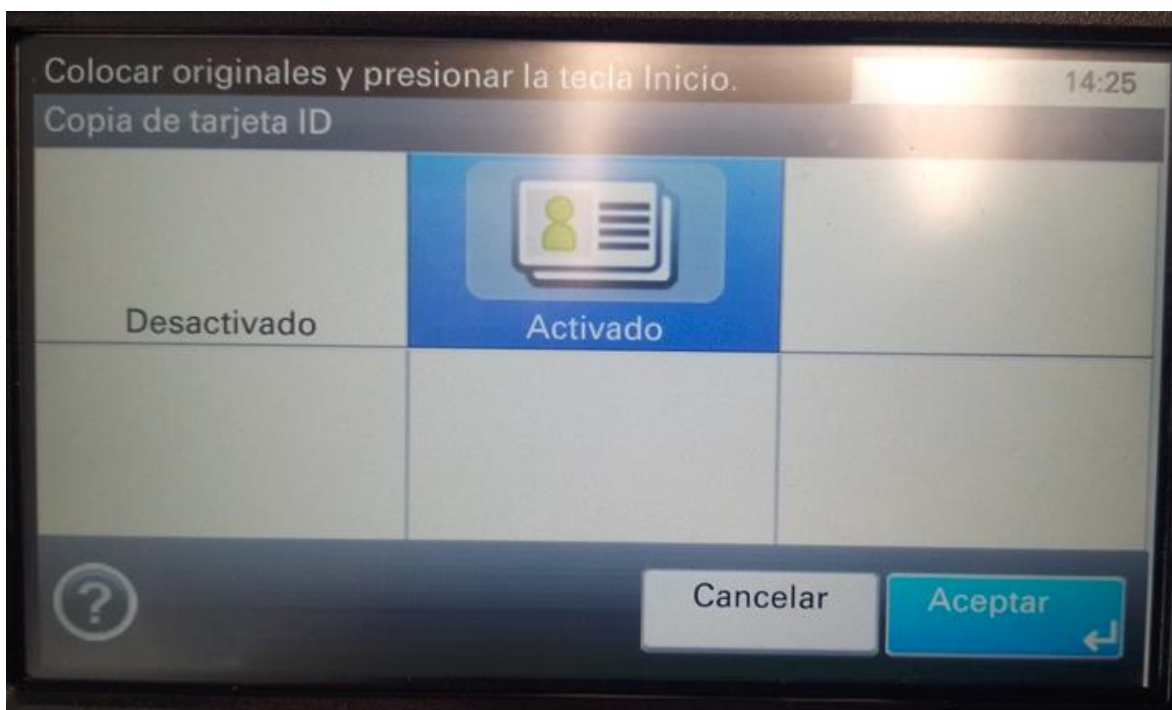 Colocar originales y presionar la tecla Inicio.
14:25
Copia de tarjeta ID
Desactivado
Activado
?
Cancelar
Aceptar